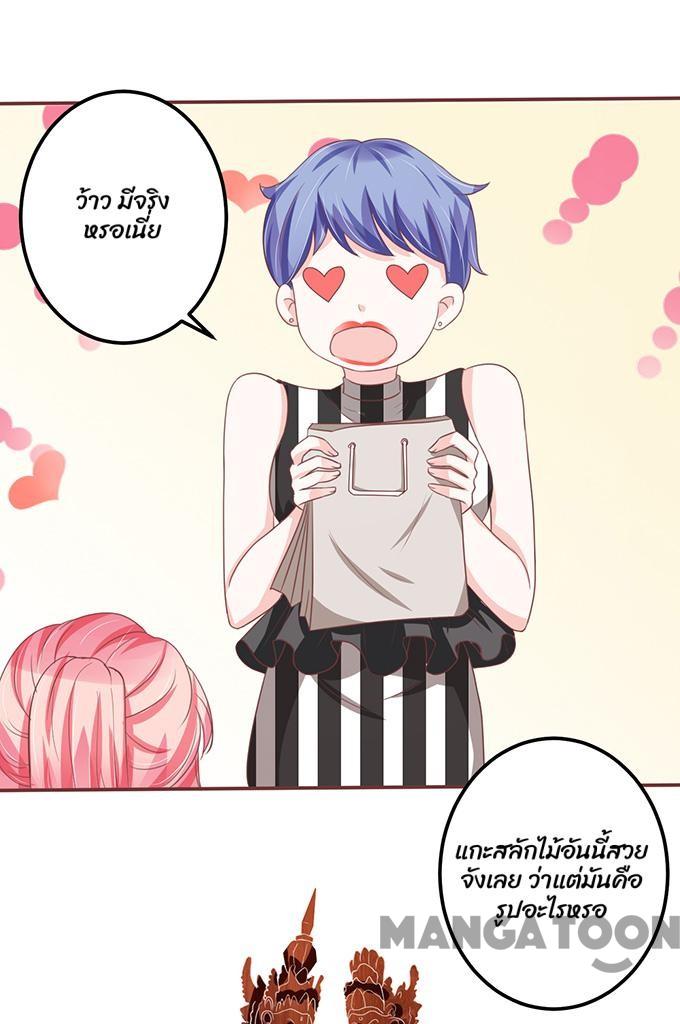 ว้าว มีจริง
หรอเนี่ย
แกะสลักไม้อันนี้สวย
จังเลย ว่าแต่มันคือ
รูปอะไรหรอ
MANGATOON